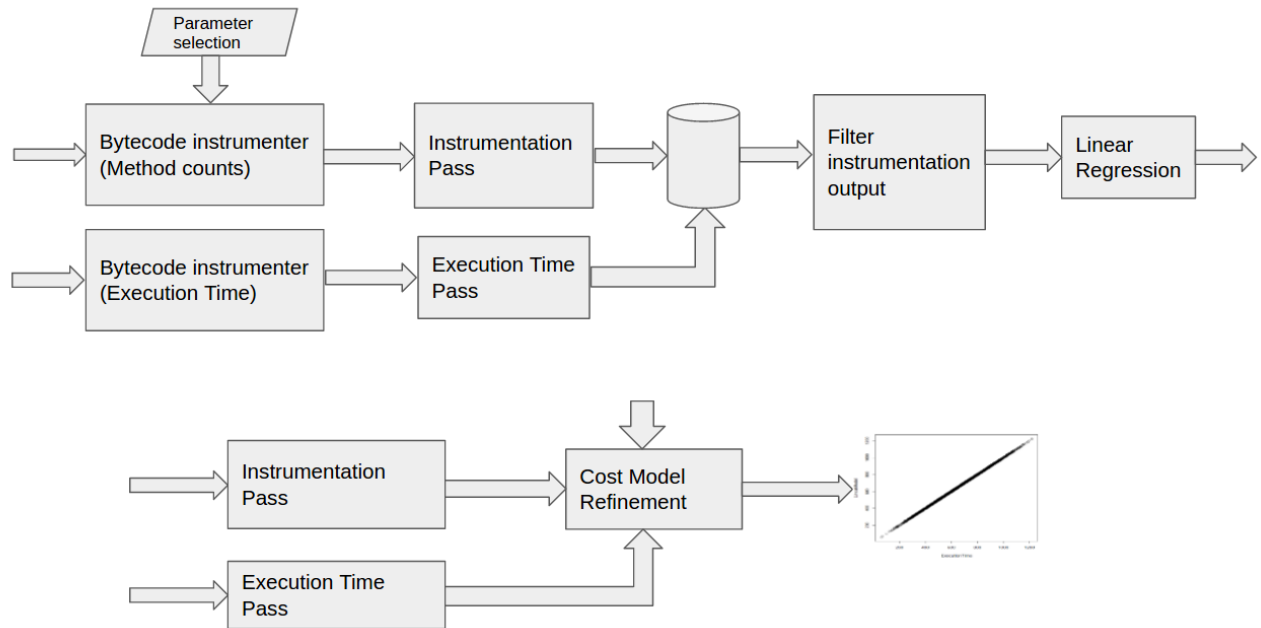 Parameter
selection
Bytecode instrumenter
(Method counts)
Instrumentation
Pass
Filter
instrumentation
output
Linear
Regression
Bytecode instrumenter
(Execution Time)
Execution Time
Pass
Instrumentation
Pass
Cost Model
Refinement
Execution Time
Pass